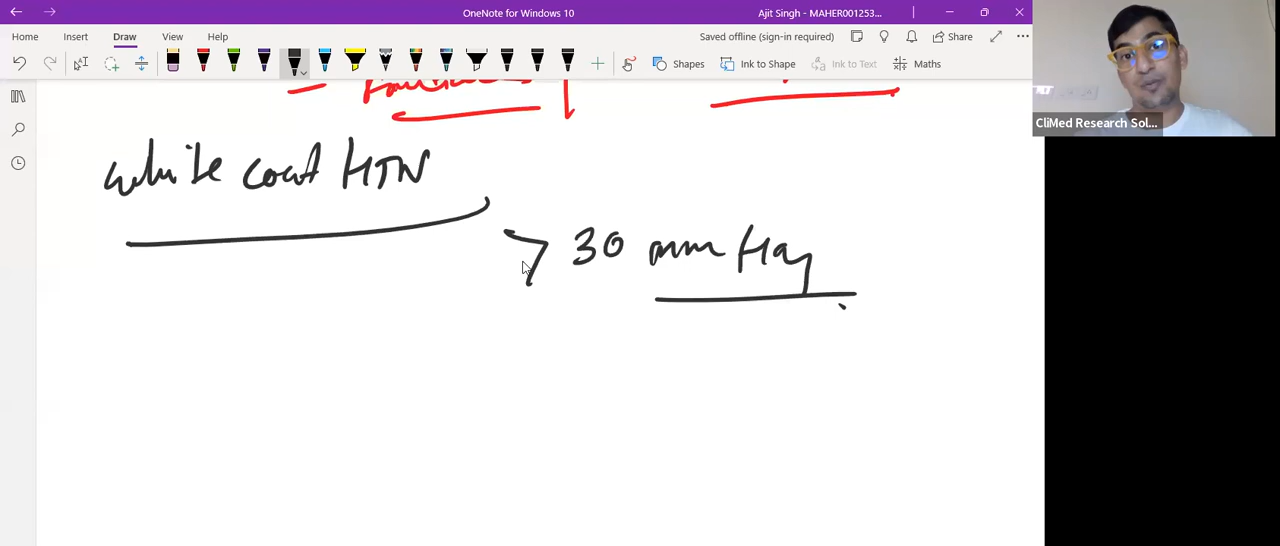 OneNote for Windows 10
Ajit Singh - MAHER001253...
Home Insert Draw View Help
Saved offline (sign-in required) Share
Shapes Ink to Shape Ink to Text Maths
CliMed Research Sol...
white coat HTN
> 30 mm Hg